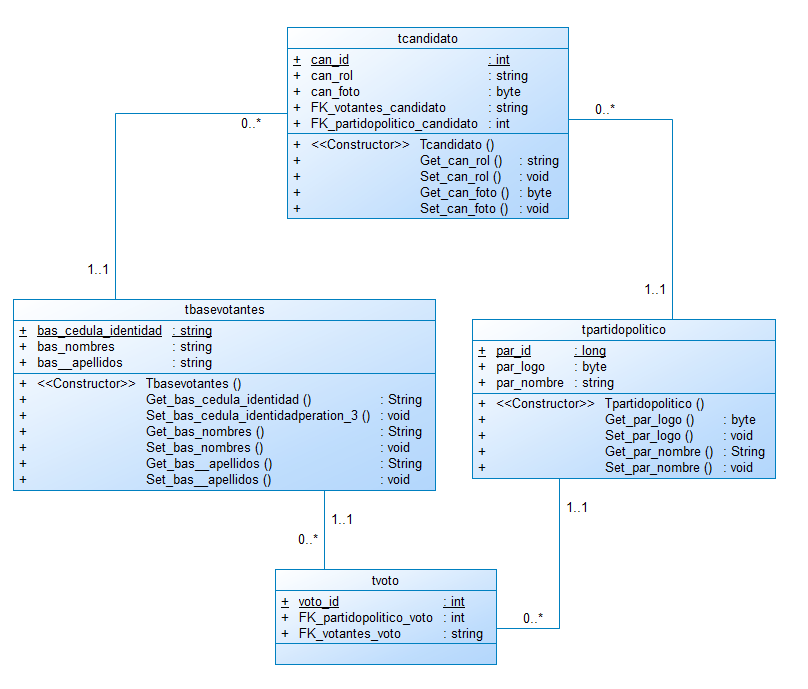 tcandidato
+ can_id : int
+ can_rol : string
+ can_foto : byte
+ FK_votantes_candidato : string
+ FK_partidopolitico_candidato : int
+ <<Constructor>> Tcandidato ()
+ Get_can_rol () : string
+ Set_can_rol () : void
+ Get_can_foto () : byte
+ Set_can_foto () : void
0..*
0..*
1..1
1..1
tbasevotantes
+ bas_cedula_identidad : string
+ bas_nombres : string
+ bas__apellidos : string
+ <<Constructor>> Tbasevotantes ()
+ Get_bas_cedula_identidad () : String
+ Set_bas_cedula_identidadperation_3 () : void
+ Get_bas_nombres () : String
+ Set_bas_nombres () : void
+ Get_bas__apellidos () : String
+ Set_bas__apellidos () : void
tpartidopolitico
+ par_id : long
+ par_logo : byte
+ par_nombre : string
+ <<Constructor>> Tpartidopolitico ()
+ Get_par_logo () : byte
+ Set_par_logo () : void
+ Get_par_nombre () : String
+ Set_par_nombre () : void
1..1
1..1
0..*
0..*
tvoto
+ voto_id : int
+ FK_partidopolitico_voto : int
+ FK_votantes_voto : string